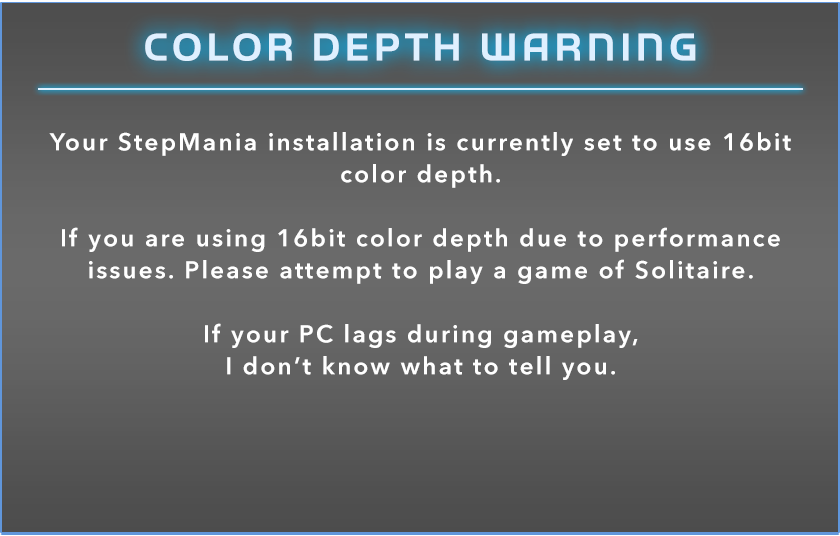 COLOR DEPTH WARNING
Your StepMania installation is currently set to use 16bit
color depth.
If you are using 16bit color depth due to performance
issues. Please attempt to play a game of Solitaire.
If your PC lags during gameplay,
I don’t know what to tell you.